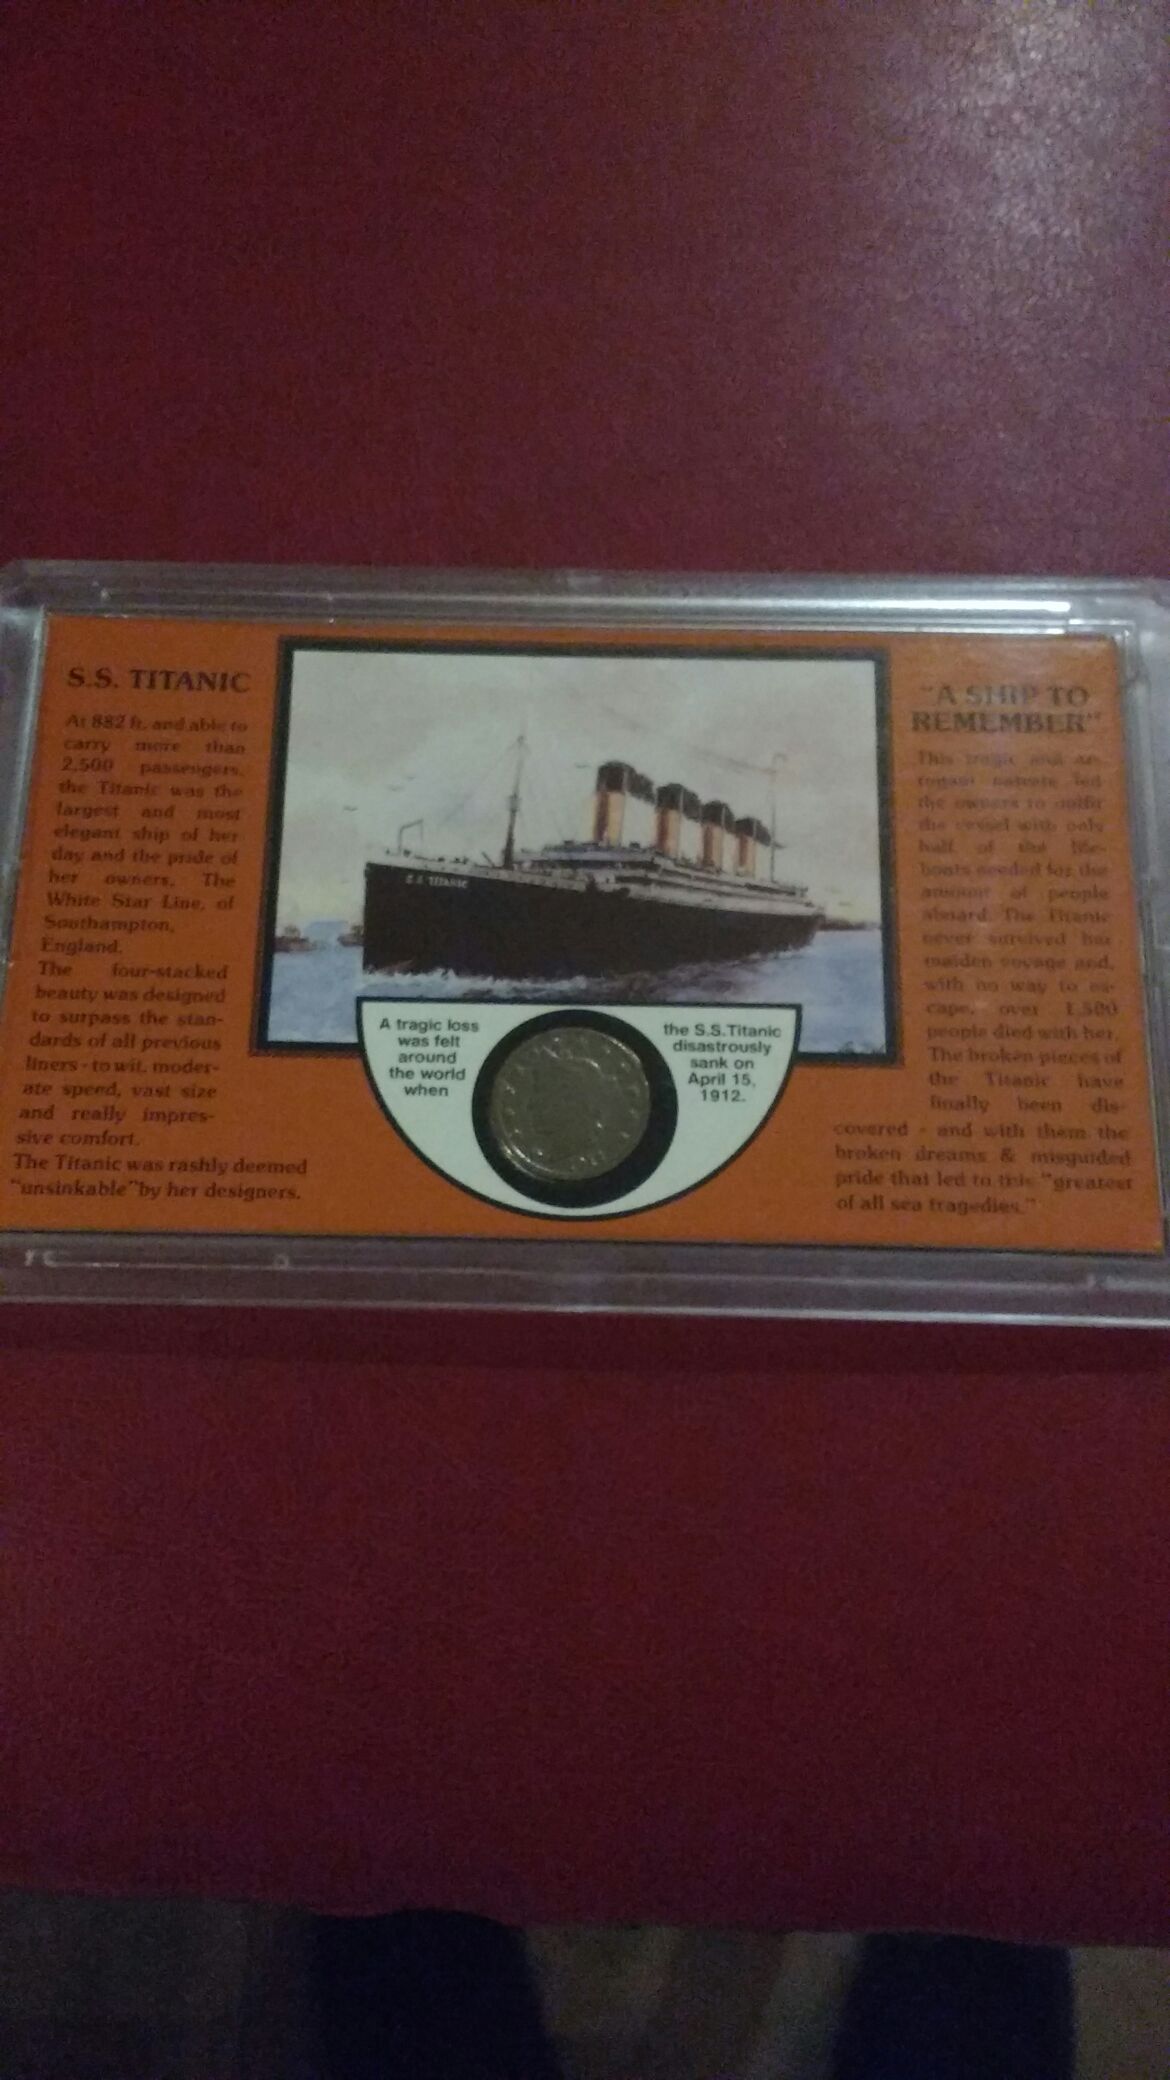 S.S. TITANIC
At 882 ft. and able to
carry more than
2,500 passengers,
the Titanic was the
largest and most
elegant ship of her
day and the pride of
her owners, The
White Star Line, of
Southampton,
England.
The four-stacked
beauty was designed
to surpass the stan-
dards of all previous
liners - to wit, moder-
ate speed, vast size
and really impres-
sive comfort.
The Titanic was rashly deemed
"unsinkable" by her designers.
S.S. TITANIC
A tragic loss
was felt
around
the world
when
the S.S.Titanic
disastrously
sank on
April 15,
1912.
"A SHIP TO
REMEMBER"
This tragic and ar-
rogant naivete led
the owners to outfit
the vessel with only
half of the life-
boats needed for the
amount of people
aboard. The Titanic
never survived her
maiden voyage and,
with no way to es-
cape, over 1,500
people died with her.
The broken pieces of
the Titanic have
finally been dis-
covered - and with them the
broken dreams & misguided
pride that led to this "greatest
of all sea tragedies."